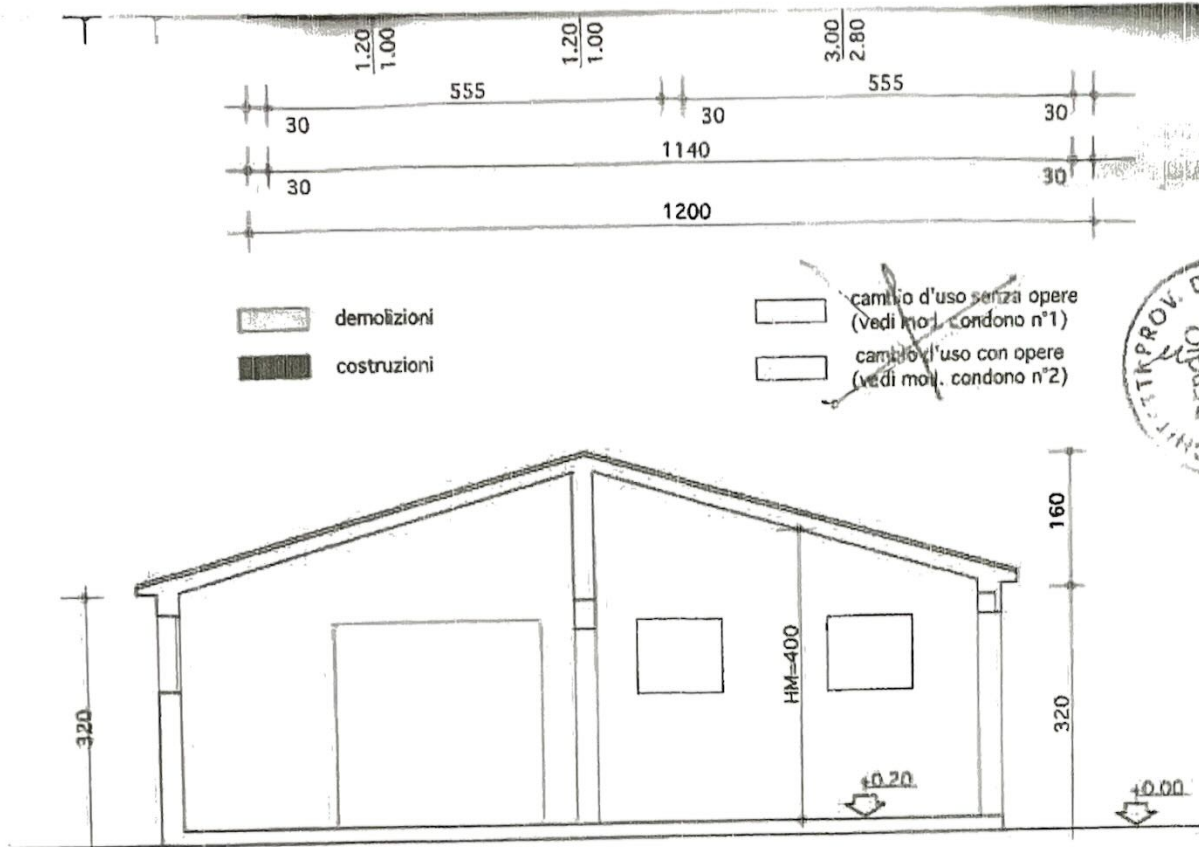 1.20
1.00
1.20
1.00
3.00
2.80
555
555
30
30
30
1140
30
30
1200
demolizioni
cambio d'uso senza opere
(vedi mod. condono n°1)
costruzioni
cambio d'uso con opere
(vedi mod. condono n°2)
PROV. D
160
HM=400
320
320
+0.20
+0.00